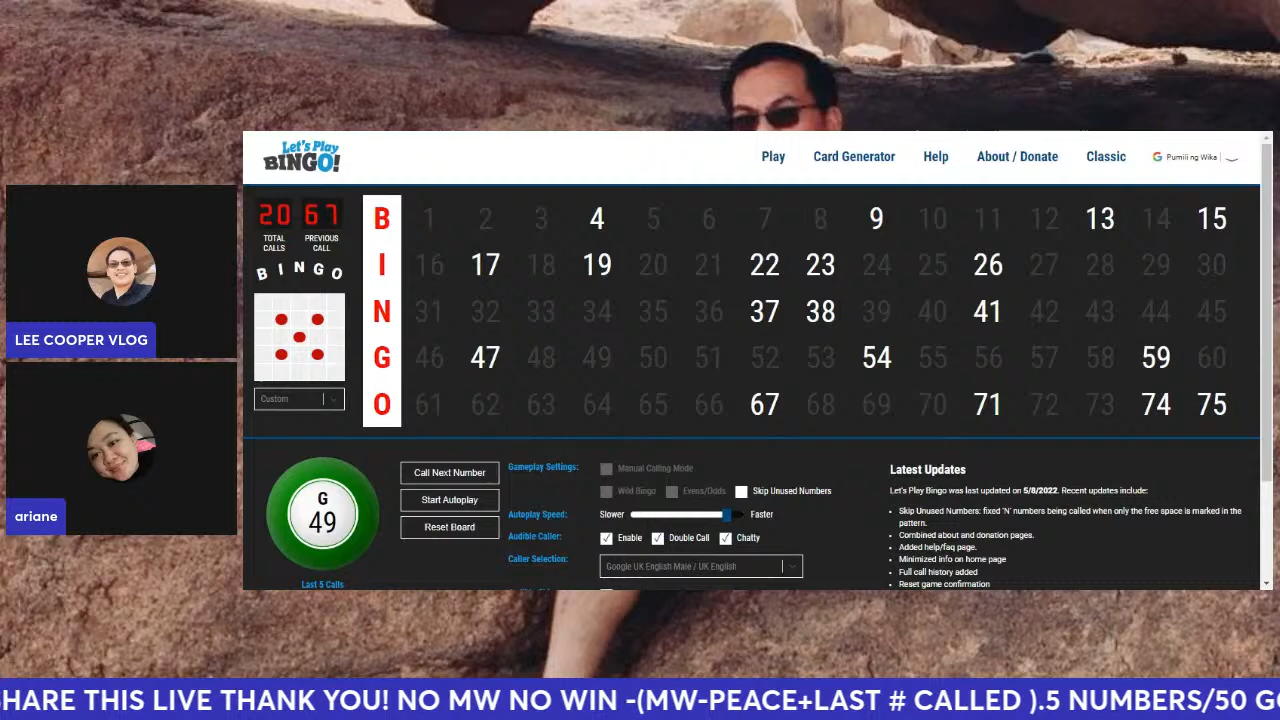 Let's Play
BINGO!
Play Card Generator Help About / Donate Classic G Pumili ng Wika
20 67
TOTAL CALLS PREVIOUS CALL
B I N G O
Custom
B 1 2 3 4 5 6 7 8 9 10 11 12 13 14 15
I 16 17 18 19 20 21 22 23 24 25 26 27 28 29 30
N 31 32 33 34 35 36 37 38 39 40 41 42 43 44 45
G 46 47 48 49 50 51 52 53 54 55 56 57 58 59 60
O 61 62 63 64 65 66 67 68 69 70 71 72 73 74 75
LEE COOPER VLOG
ariane
G
49
Last 5 Calls
Call Next Number
Start Autoplay
Reset Board
Gameplay Settings: Manual Calling Mode
Wild Bingo Evens/Odds Skip Unused Numbers
Autoplay Speed: Slower Faster
Audible Caller: Enable Double Call Chatty
Caller Selection: Google UK English Male / UK English
Latest Updates
Let's Play Bingo was last updated on 5/8/2022. Recent updates include:
Skip Unused Numbers: fixed 'N' numbers being called when only the free space is marked in the
pattern.
Combined about and donation pages.
Added help/faq page.
Minimized info on home page
Full call history added
Reset game confirmation
SHARE THIS LIVE THANK YOU! NO MW NO WIN -(MW-PEACE+LAST # CALLED ).5 NUMBERS/50 G